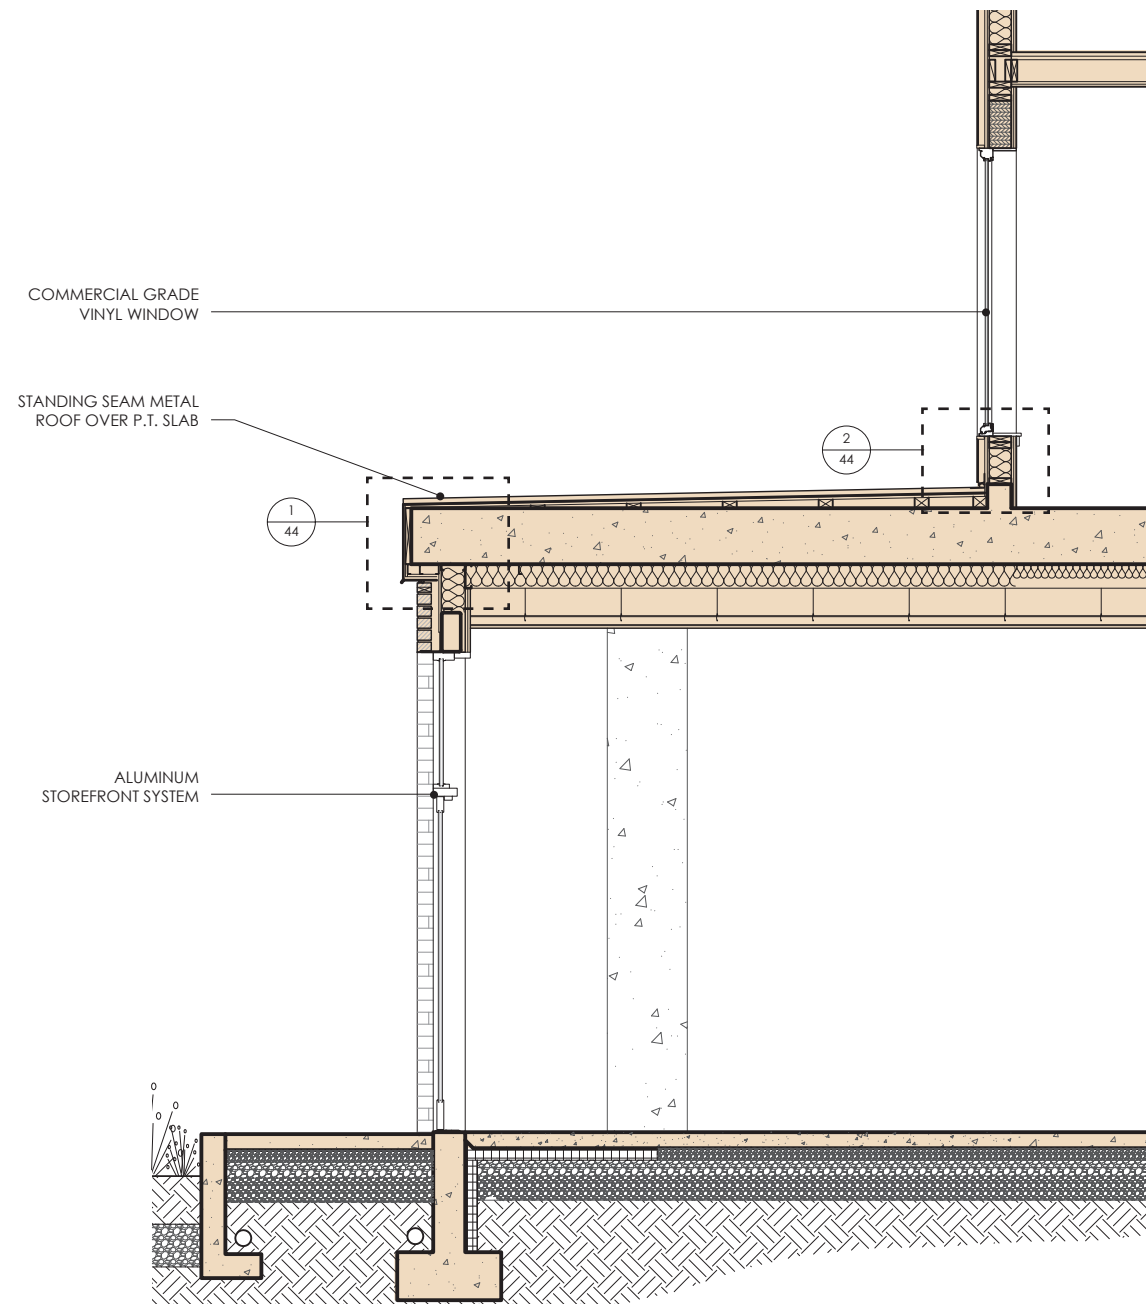 COMMERCIAL GRADE
VINYL WINDOW
STANDING SEAM METAL
ROOF OVER P.T. SLAB
2
44
1
44
ALUMINUM
STOREFRONT SYSTEM